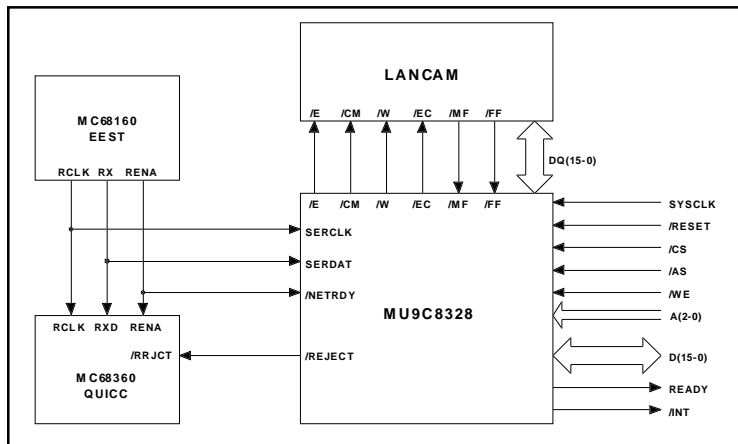 LANCAM
/E /CM /W /EC /MF /FF
DQ(15-0)
MC68160
EEST
RCLK RX RENA
/E /CM /W /EC /MF /FF
SERCLK
SERDAT
/NETRDY
MU9C8328
/REJECT
RCLK RXD RENA
/RRJCT
MC68360
QUICC
SYSCLK
/RESET
/CS
/AS
/WE
A(2-0)
D(15-0)
READY
/INT